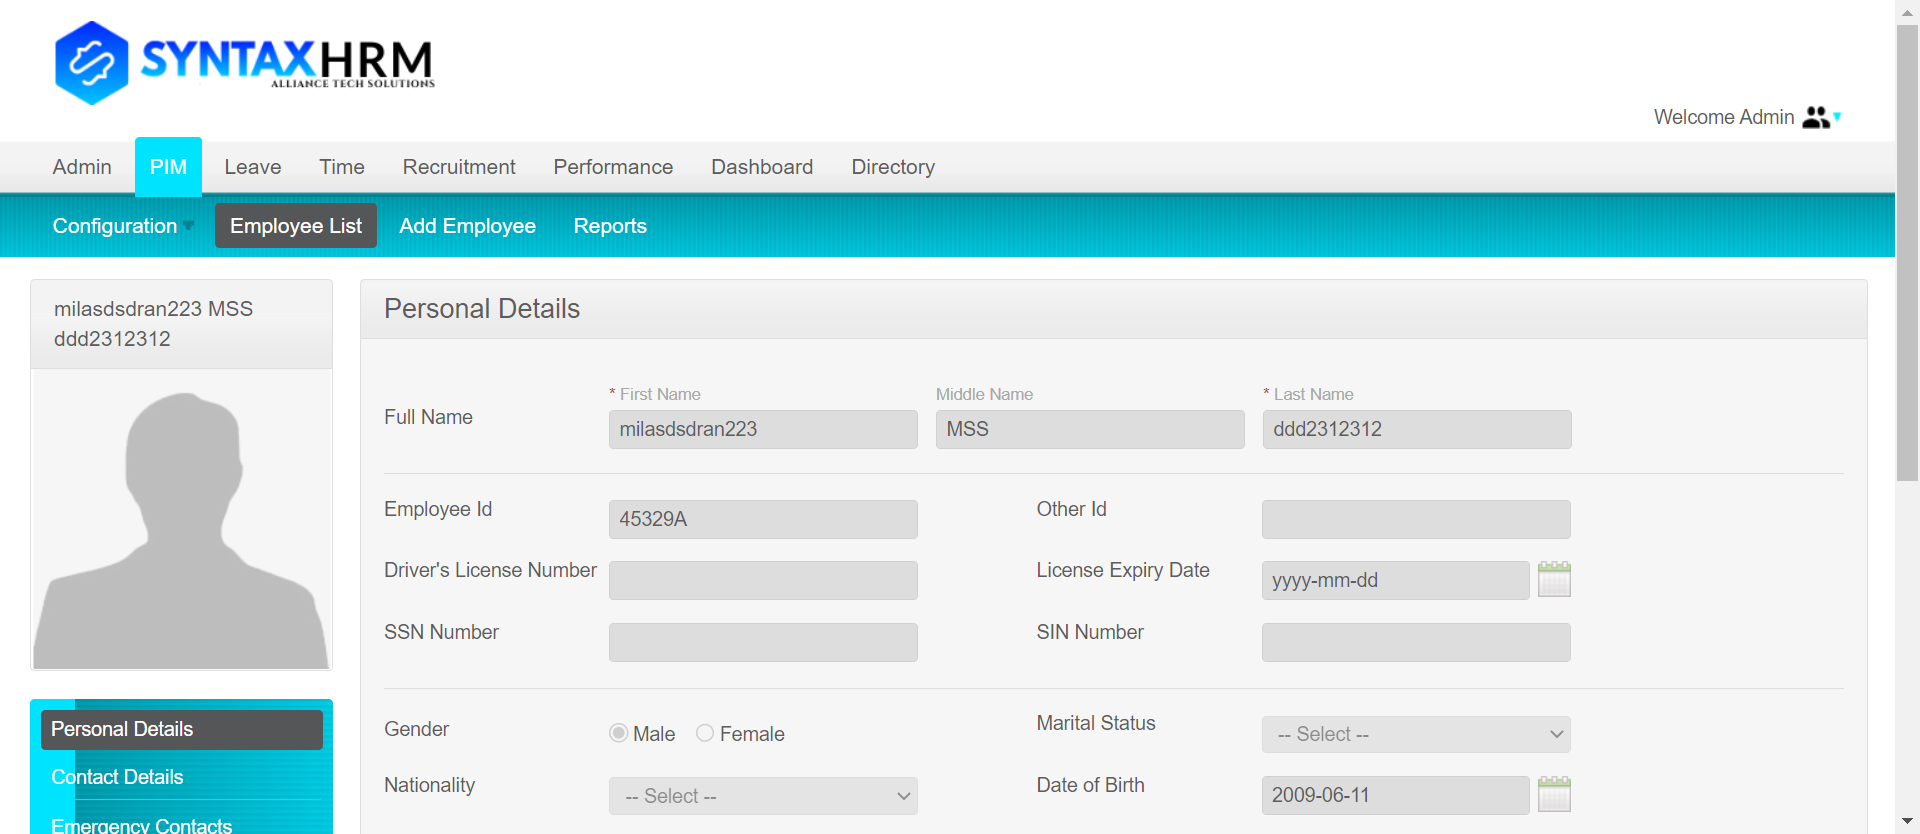 SYNTAXHRM
ALLIANCE TECH SOLUTIONS
Welcome Admin
Admin PIM Leave Time Recruitment Performance Dashboard Directory
Configuration Employee List Add Employee Reports
milasdsdran223 MSS
ddd2312312
Personal Details
* First Name Middle Name * Last Name
Full Name milasdsdran223 MSS ddd2312312
Employee Id 45329A Other Id
Driver's License Number License Expiry Date yyyy-mm-dd
SSN Number SIN Number
Gender Male Female Marital Status -- Select --
Nationality -- Select -- Date of Birth 2009-06-11
Personal Details
Contact Details
Emergency Contacts